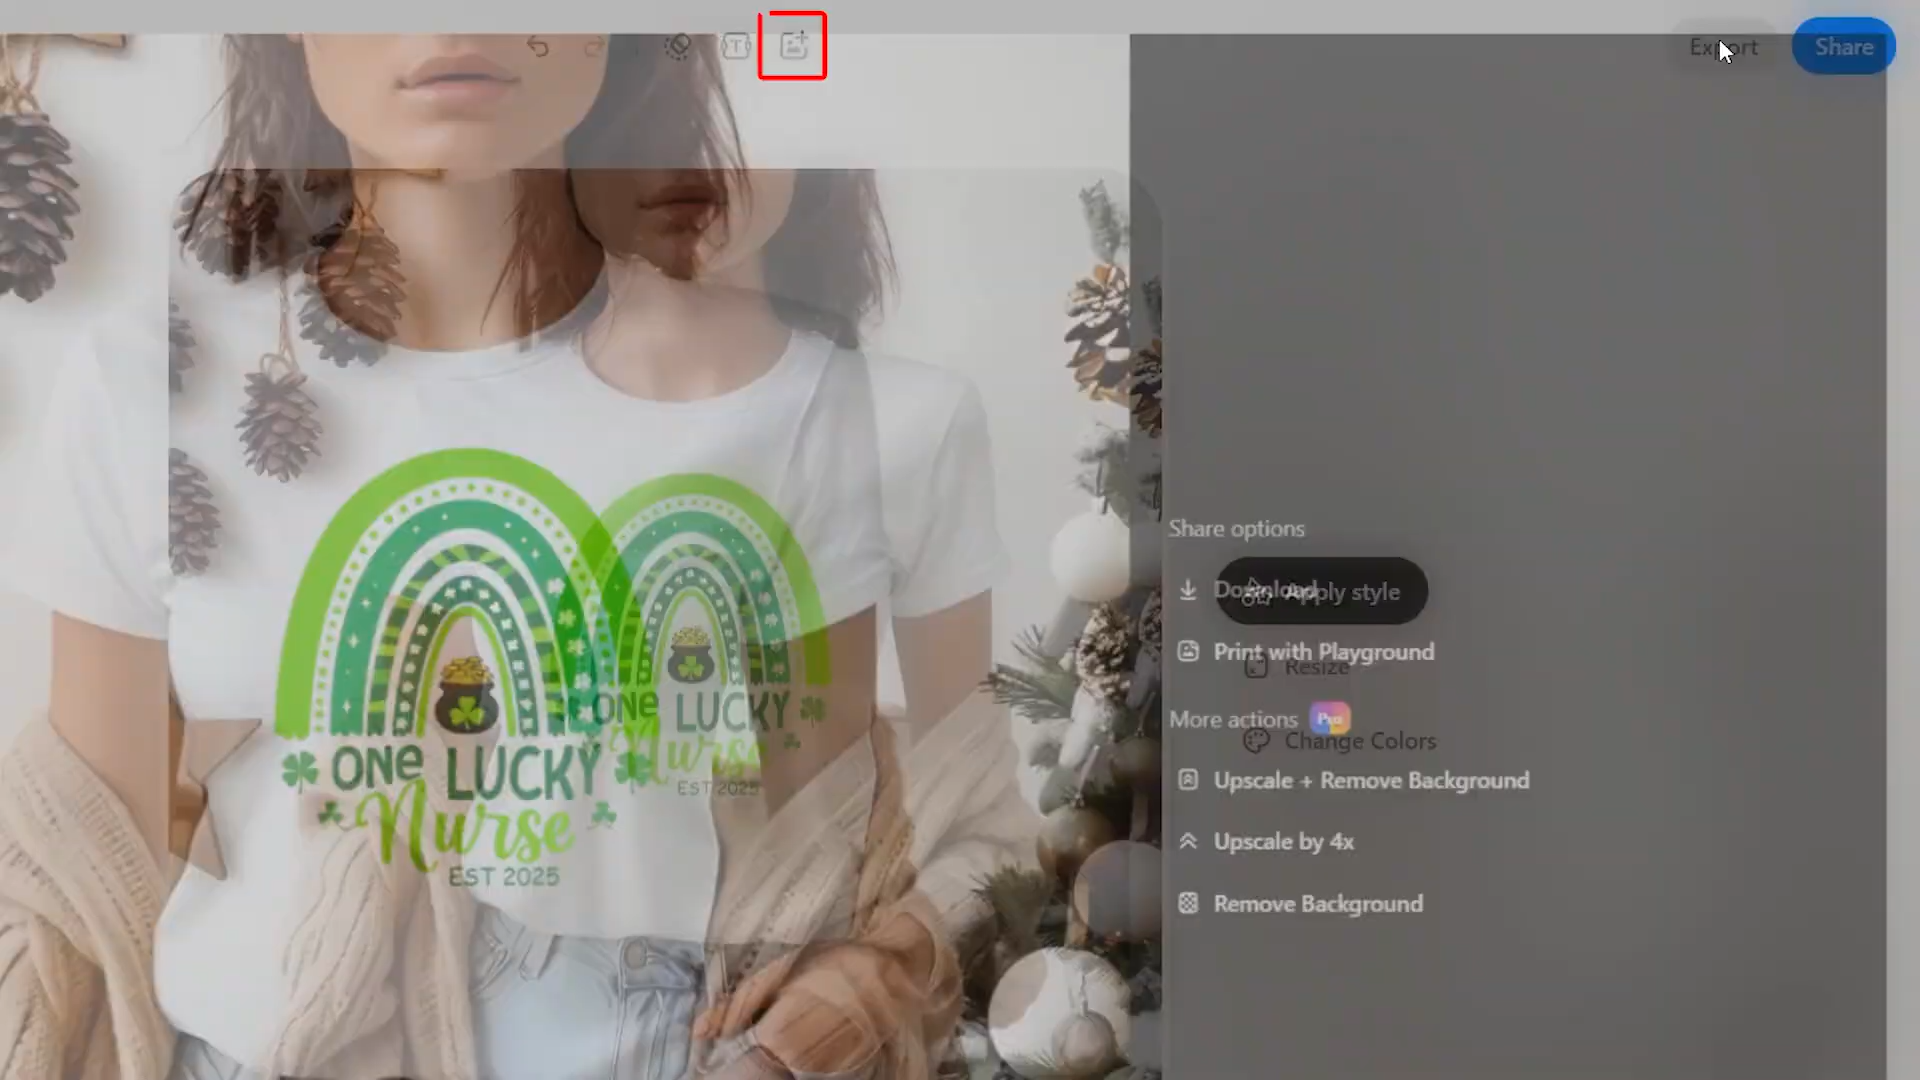 T
Export
Share
Share options
Download
Apply style
Print with Playground
Resize
More actions
Pro
Change Colors
Upscale + Remove Background
Upscale by 4x
Remove Background
ONe LUCKY
Nurse
EST 2025
ONe LUCKY
Nurse
EST 2025